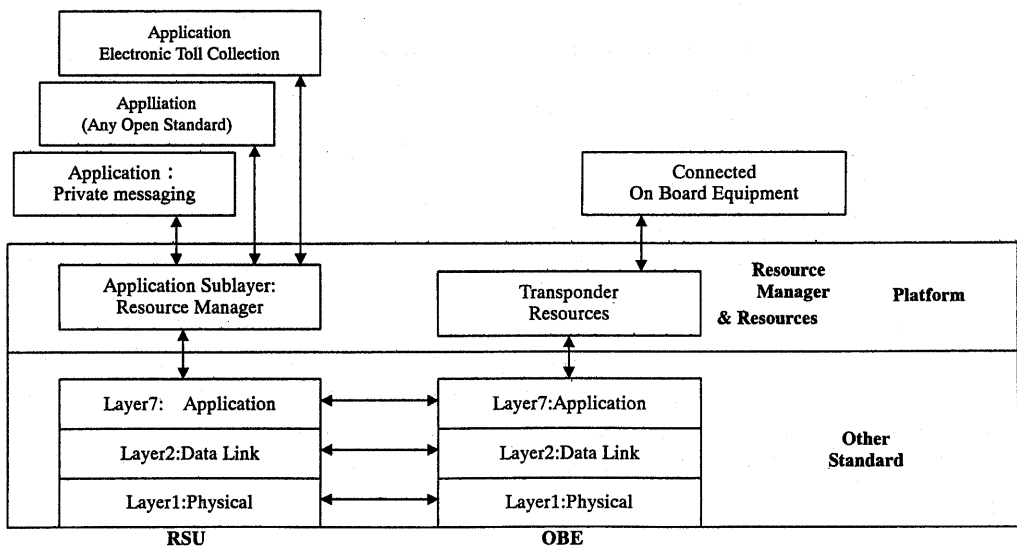 Application
Electronic Toll Collection
Applliation
(Any Open Standard)
Application：
Private messaging
Connected
On Board Equipment
Application Sublayer:
Resource Manager
Transponder
Resources
Resource
Manager
& Resources
Platform
Layer7: Application
Layer7:Application
Layer2:Data Link
Layer2:Data Link
Other
Standard
Layer1:Physical
Layer1:Physical
RSU
OBE